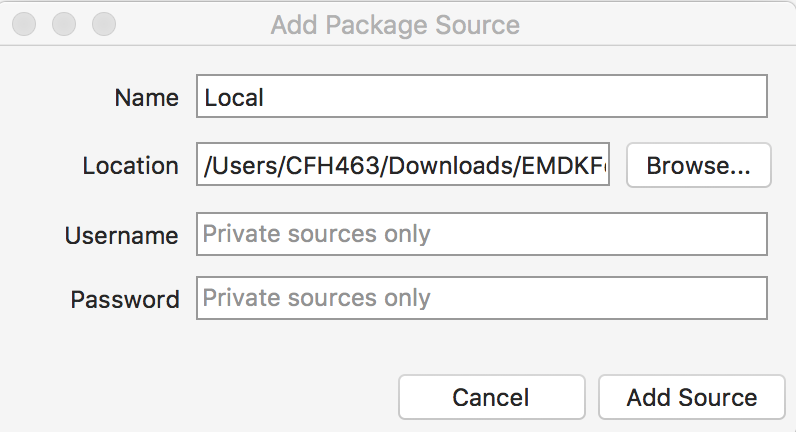 Add Package Source
Name Local
Location /Users/CFH463/Downloads/EMDKF Browse...
Username Private sources only
Password Private sources only
Cancel Add Source